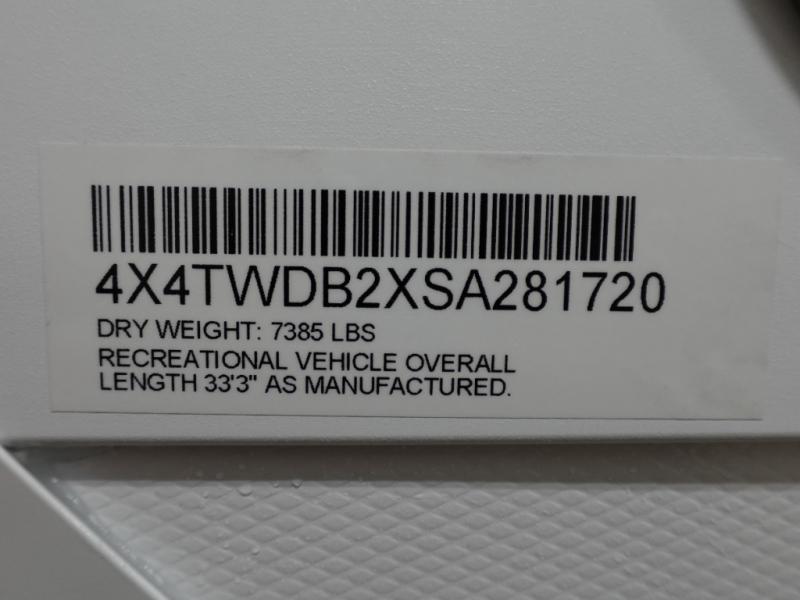 4X4TWDB2XSA281720
DRY WEIGHT: 7385 LBS
RECREATIONAL VEHICLE OVERALL
LENGTH 33'3" AS MANUFACTURED.